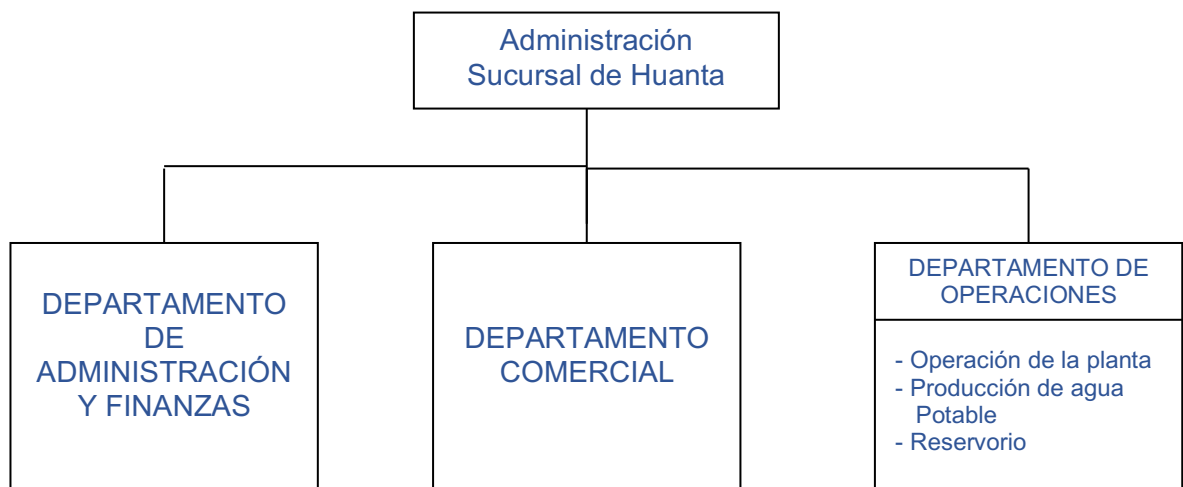 Administración
Sucursal de Huanta
DEPARTAMENTO
DE
ADMINISTRACIÓN
Y FINANZAS
DEPARTAMENTO
COMERCIAL
DEPARTAMENTO DE
OPERACIONES
- Operación de la planta
- Producción de agua
Potable
- Reservorio